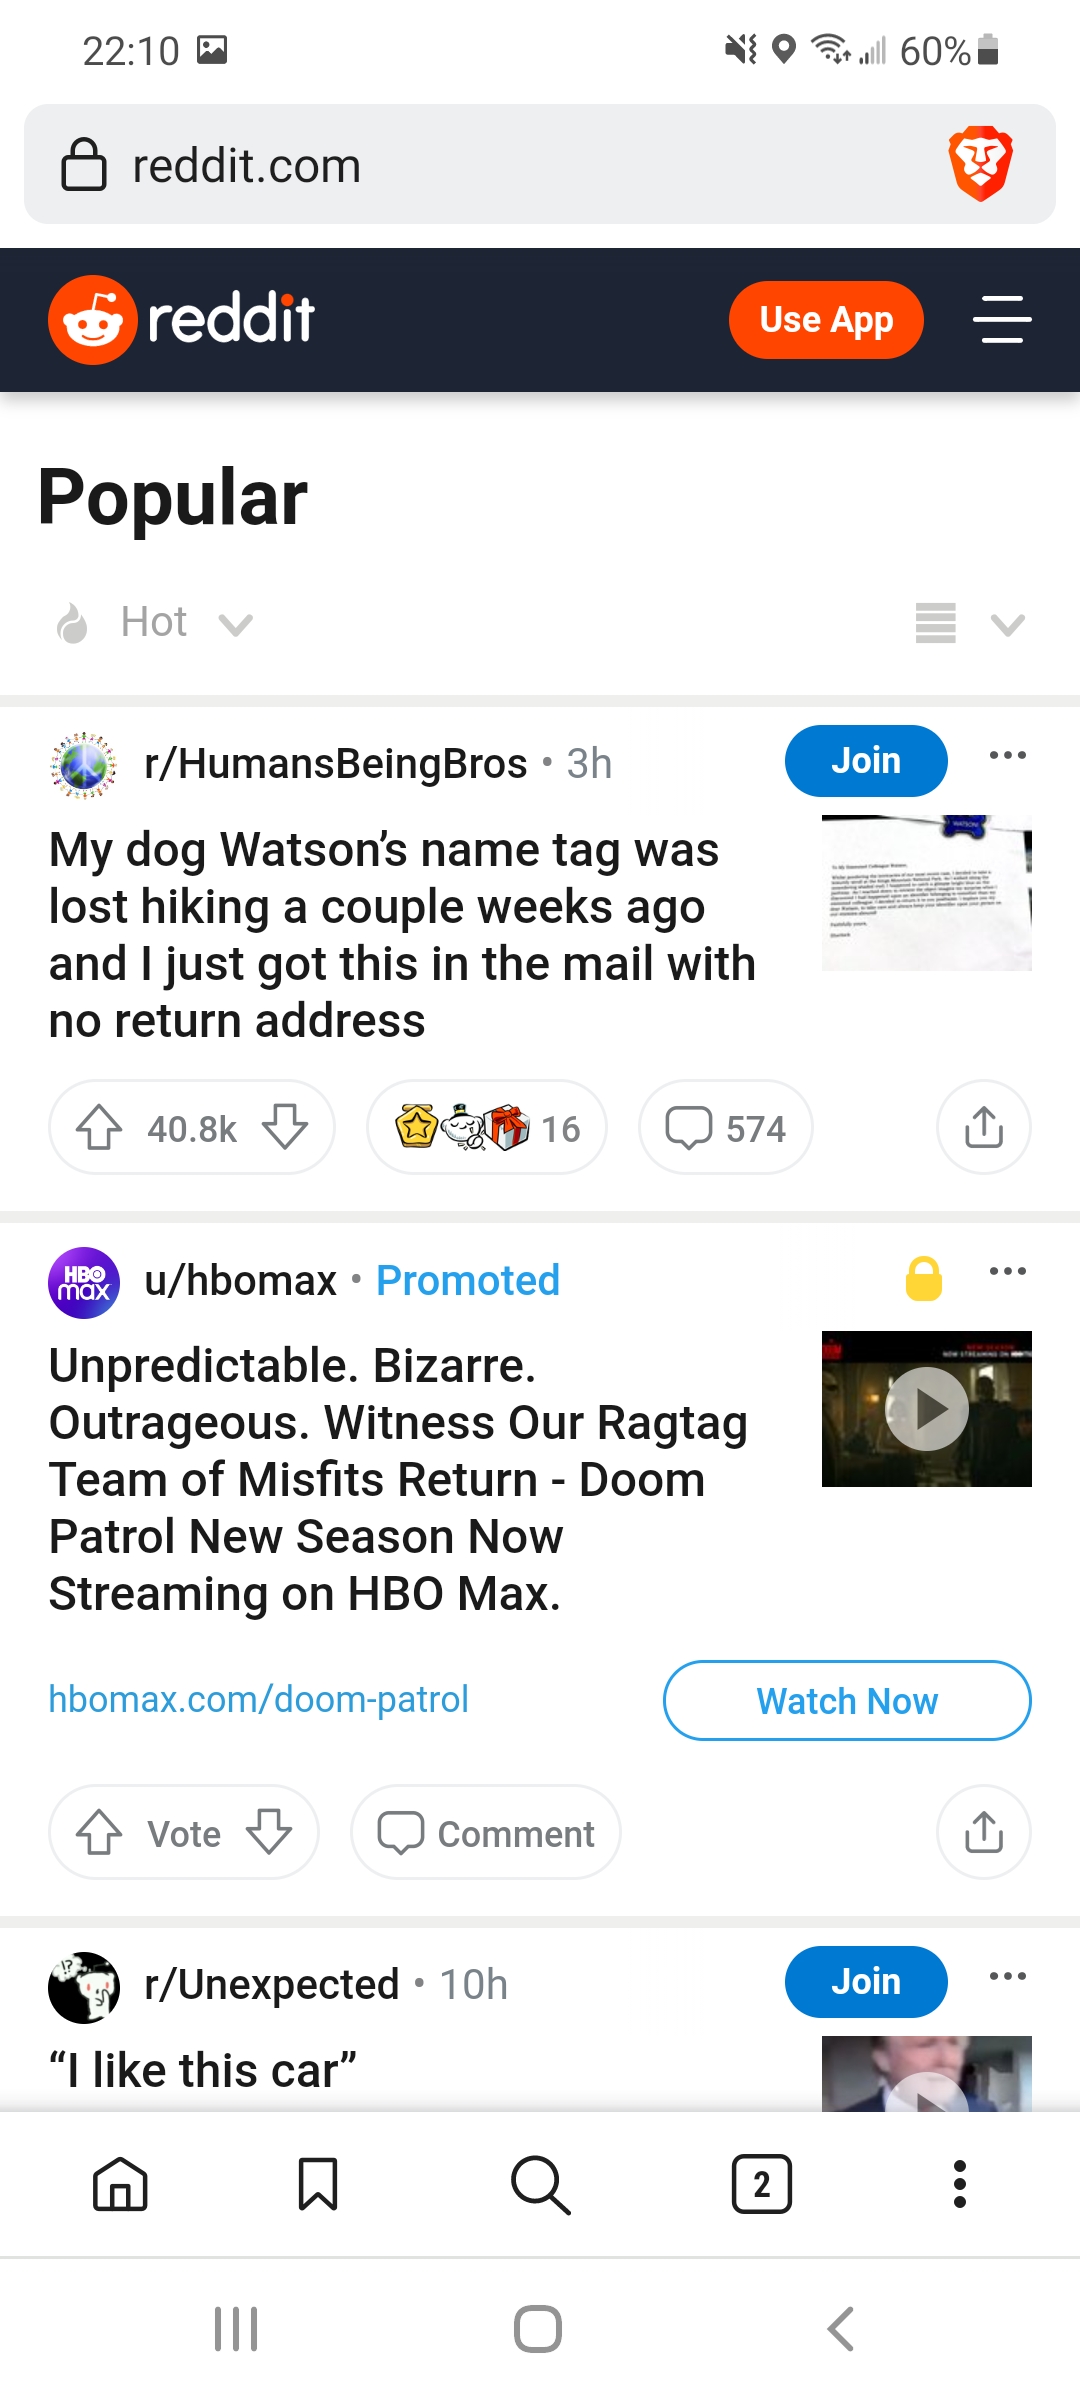 22:10
60%
reddit.com
reddit
Use App
Popular
Hot
r/HumansBeingBros • 3h
Join
My dog Watson’s name tag was
lost hiking a couple weeks ago
and I just got this in the mail with
no return address
40.8k
16
574
HBO
max
u/hbomax • Promoted
Unpredictable. Bizarre.
Outrageous. Witness Our Ragtag
Team of Misfits Return - Doom
Patrol New Season Now
Streaming on HBO Max.
hbomax.com/doom-patrol
Watch Now
Vote
Comment
!?
r/Unexpected • 10h
Join
“I like this car”
2